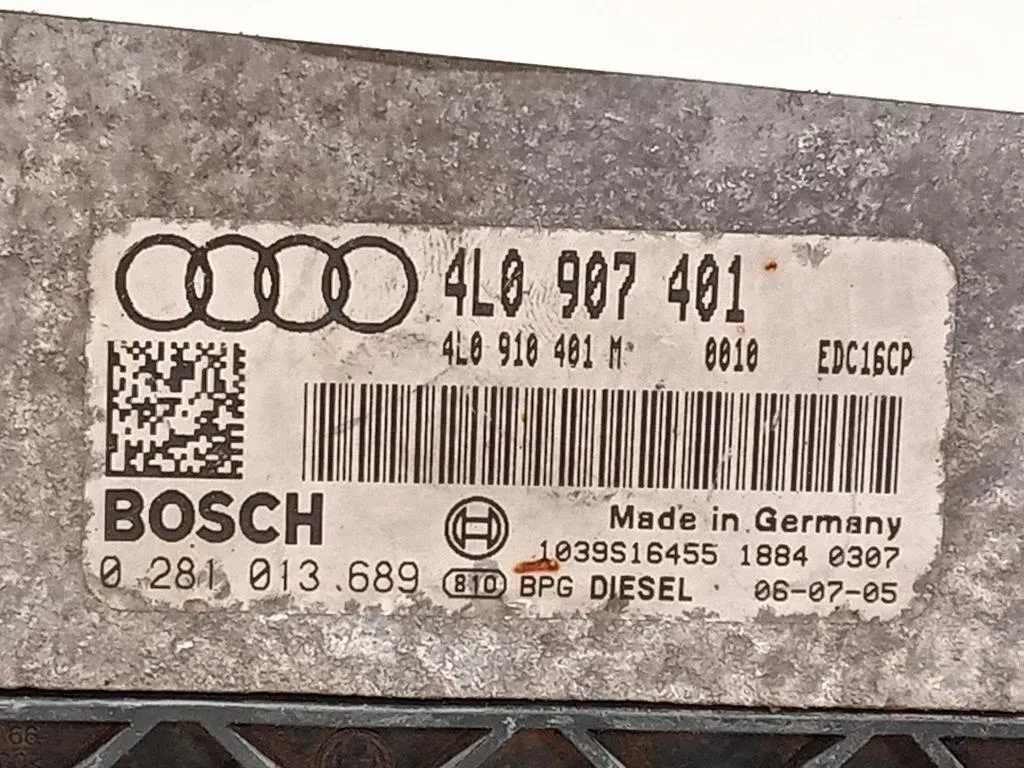 4L0 907 401
4L0 910 401 M 0010 EDC16CP
BOSCH
Made in Germany
1039S16455 1884 0307
0 281 013 689 810 BPG DIESEL 06-07-05